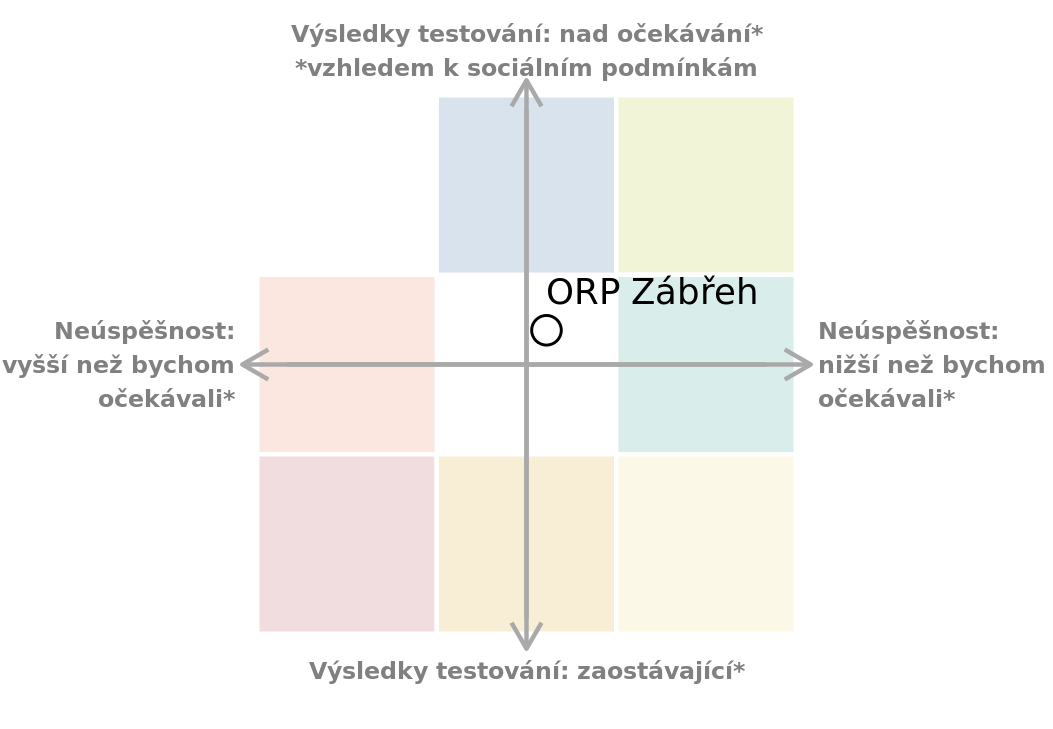 Výsledky testování: nad očekávání*
*vzhledem k sociálním podmínkám
ORP Zábřeh
Neúspěšnost:
vyšší než bychom
očekávali*
Neúspěšnost:
nižší než bychom
očekávali*
Výsledky testování: zaostávající*